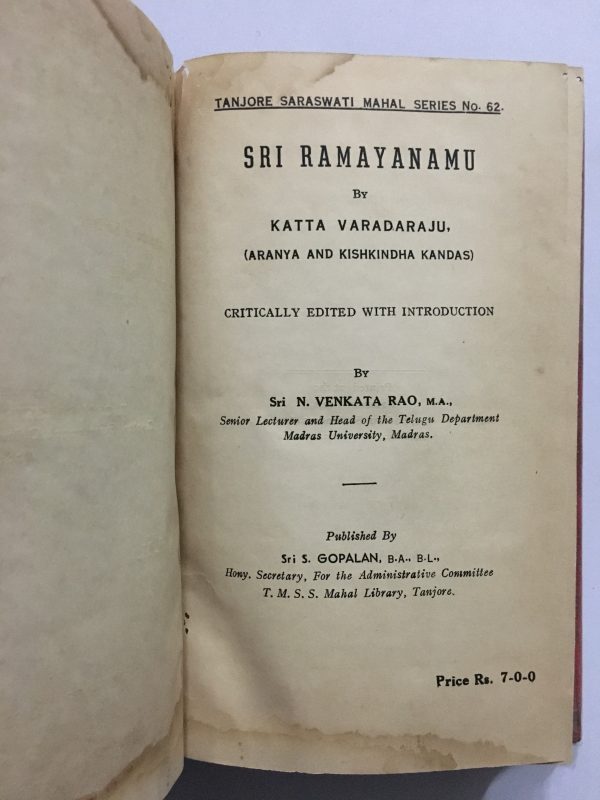 TANJORE SARASWATI MAHAL SERIES No. 62.
SRI RAMAYANAMU
By
KATTA VARADARAJU,
(ARANYA AND KISHKINDHA KANDAS)
CRITICALLY EDITED WITH INTRODUCTION
By
Sri N. VENKATA RAO, M.A.,
Senior Lecturer and Head of the Telugu Department
Madras University, Madras.
Published By
Sri S. GOPALAN, B.A., B.L.,
Hony. Secretary, For the Administrative Committee
T. M. S. S. Mahal Library, Tanjore.
Price Rs. 7-0-0